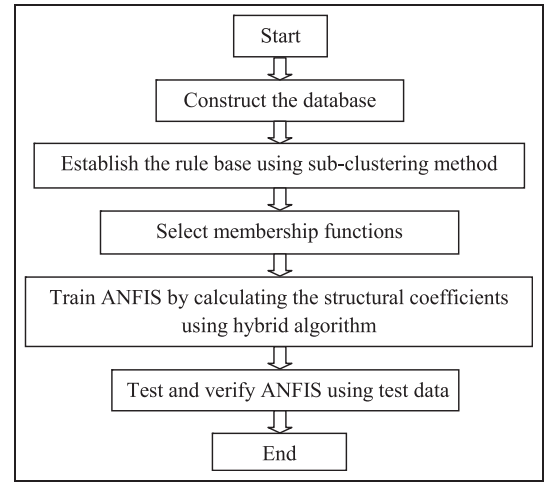 Start
Construct the database
Establish the rule base using sub-clustering method
Select membership functions
Train ANFIS by calculating the structural coefficients
using hybrid algorithm
Test and verify ANFIS using test data
End